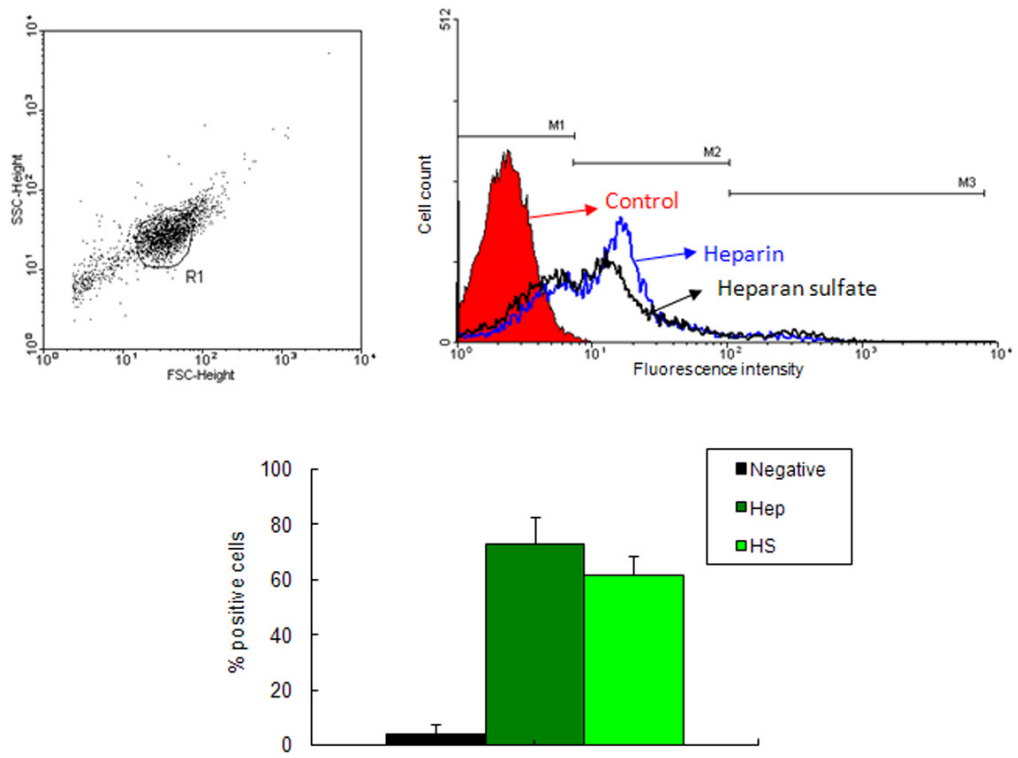 10⁴
10³
10²
10¹
10⁰
SSC-Height
R1
10⁰ 10¹ 10² 10³ 10⁴
FSC-Height
512
0
Cell count
M1
M2
M3
Control
Heparin
Heparan sulfate
10⁰ 10¹ 10² 10³ 10⁴
Fluorescence intensity
100
80
60
40
20
0
% positive cells
Negative
Hep
HS